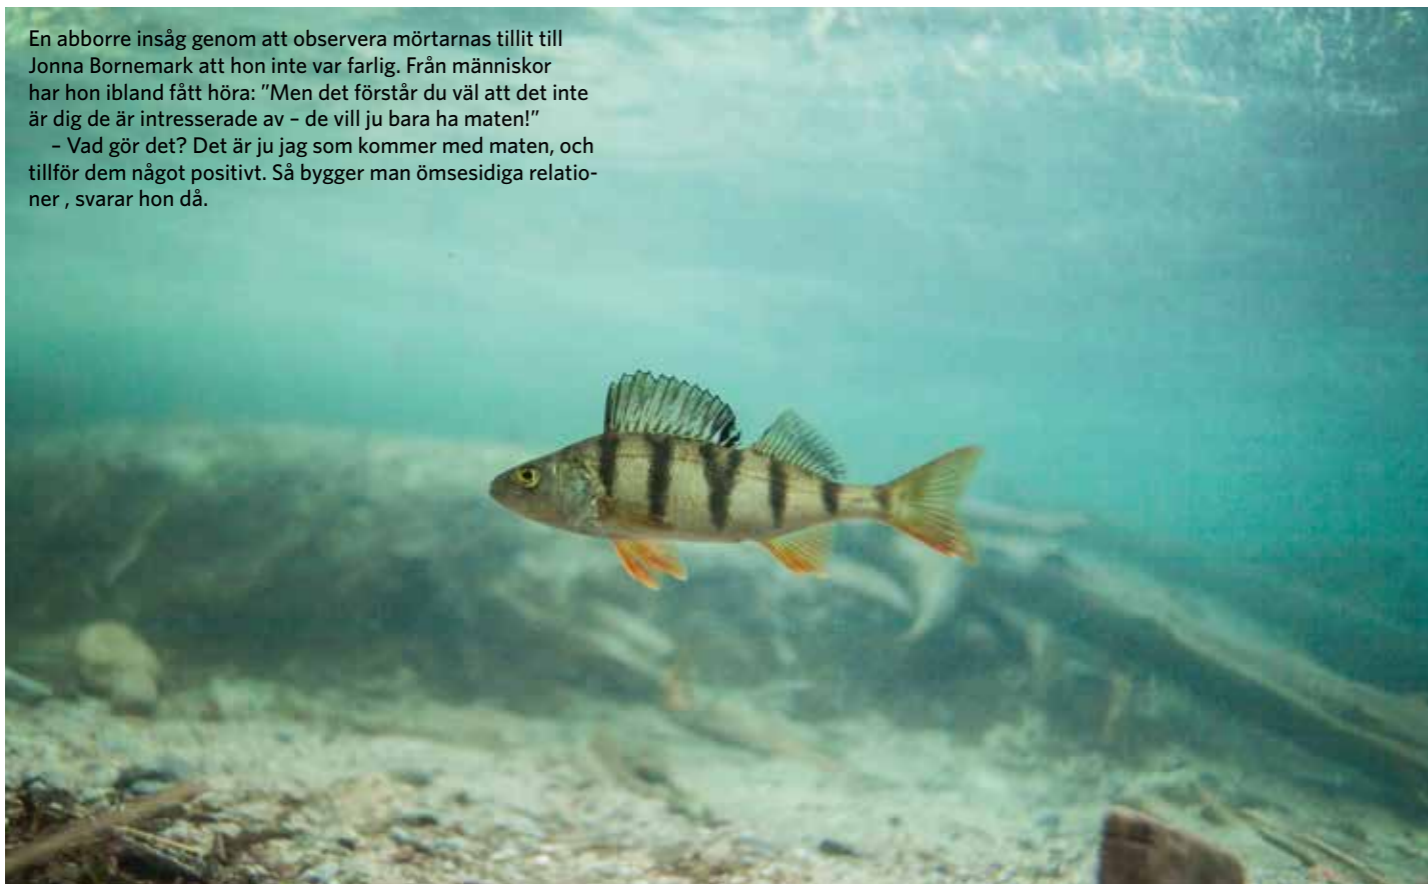 En abborre insåg genom att observera mörtarnas tillit till
Jonna Bornemark att hon inte var farlig. Från människor
har hon ibland fått höra: ”Men det förstår du väl att det inte
är dig de är intresserade av – de vill ju bara ha maten!”
– Vad gör det? Det är ju jag som kommer med maten, och
tillför dem något positivt. Så bygger man ömsesidiga relatio-
ner , svarar hon då.